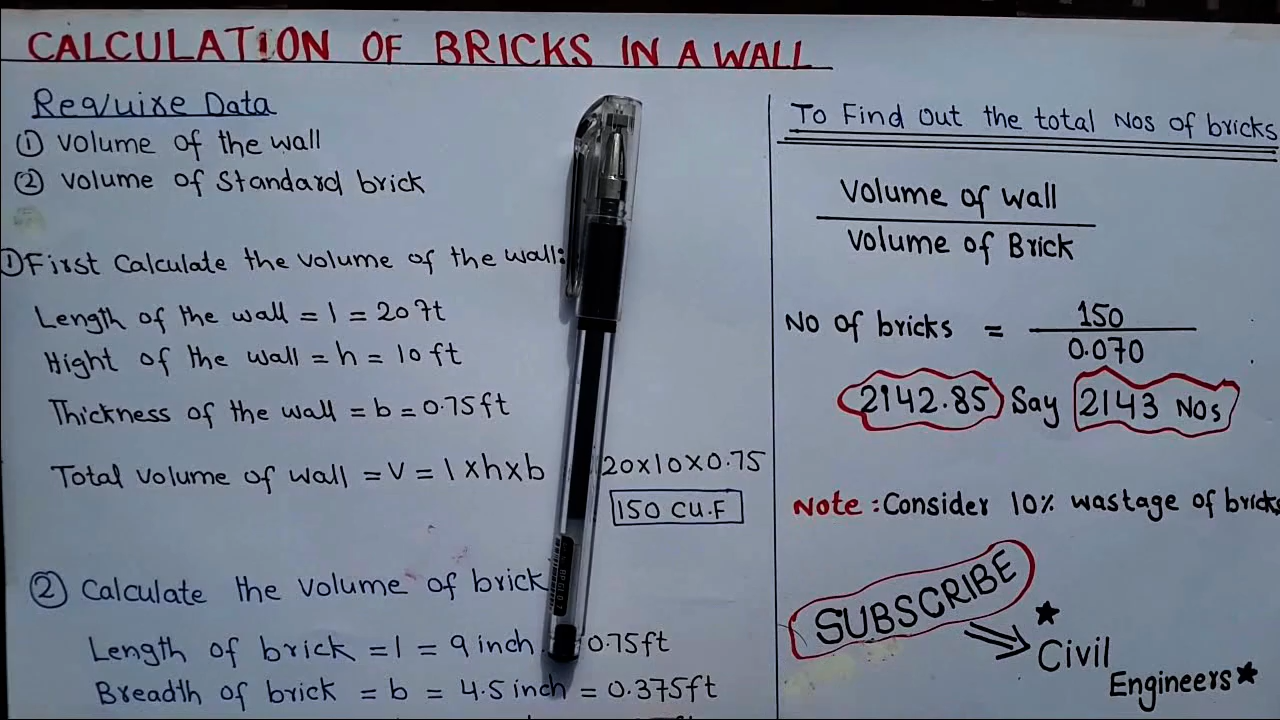 CALCULATION OF BRICKS IN A WALL
Require Data
① Volume of the wall
② Volume of Standard brick
① First Calculate the volume of the wall:
Length of the wall = l = 20 ft
Hight of the wall = h = 10 ft
Thickness of the wall = b = 0.75 ft
Total Volume of wall = V = l x h x b 20x10x0.75
150 CU.F
② Calculate the volume of brick
Length of brick = l = 9 inch 0.75ft
Breadth of brick = b = 4.5 inch = 0.375ft
To Find Out the total Nos of bricks
Volume of wall
Volume of Brick
No of bricks = 150
0.070
2142.85 Say 2143 Nos
Note : Consider 10% wastage of bricks
SUBSCRIBE
Civil
Engineers